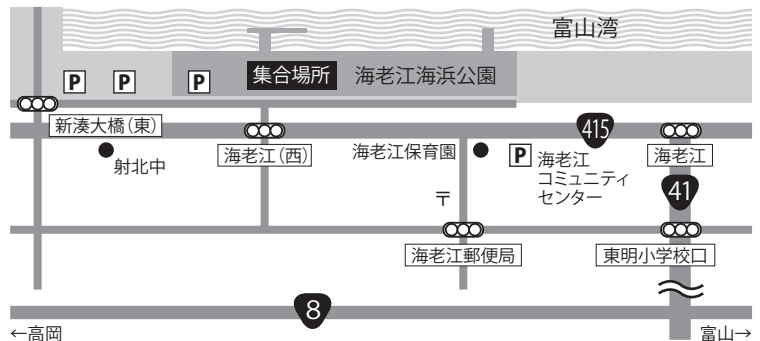 富山湾
P
P
P
集合場所
海老江海浜公園
新湊大橋(東)
415
射北中
海老江(西)
海老江保育園
P
海老江
コミュニティ
センター
海老江
41
〒
海老江郵便局
東明小学校口
8
←高岡
富山→